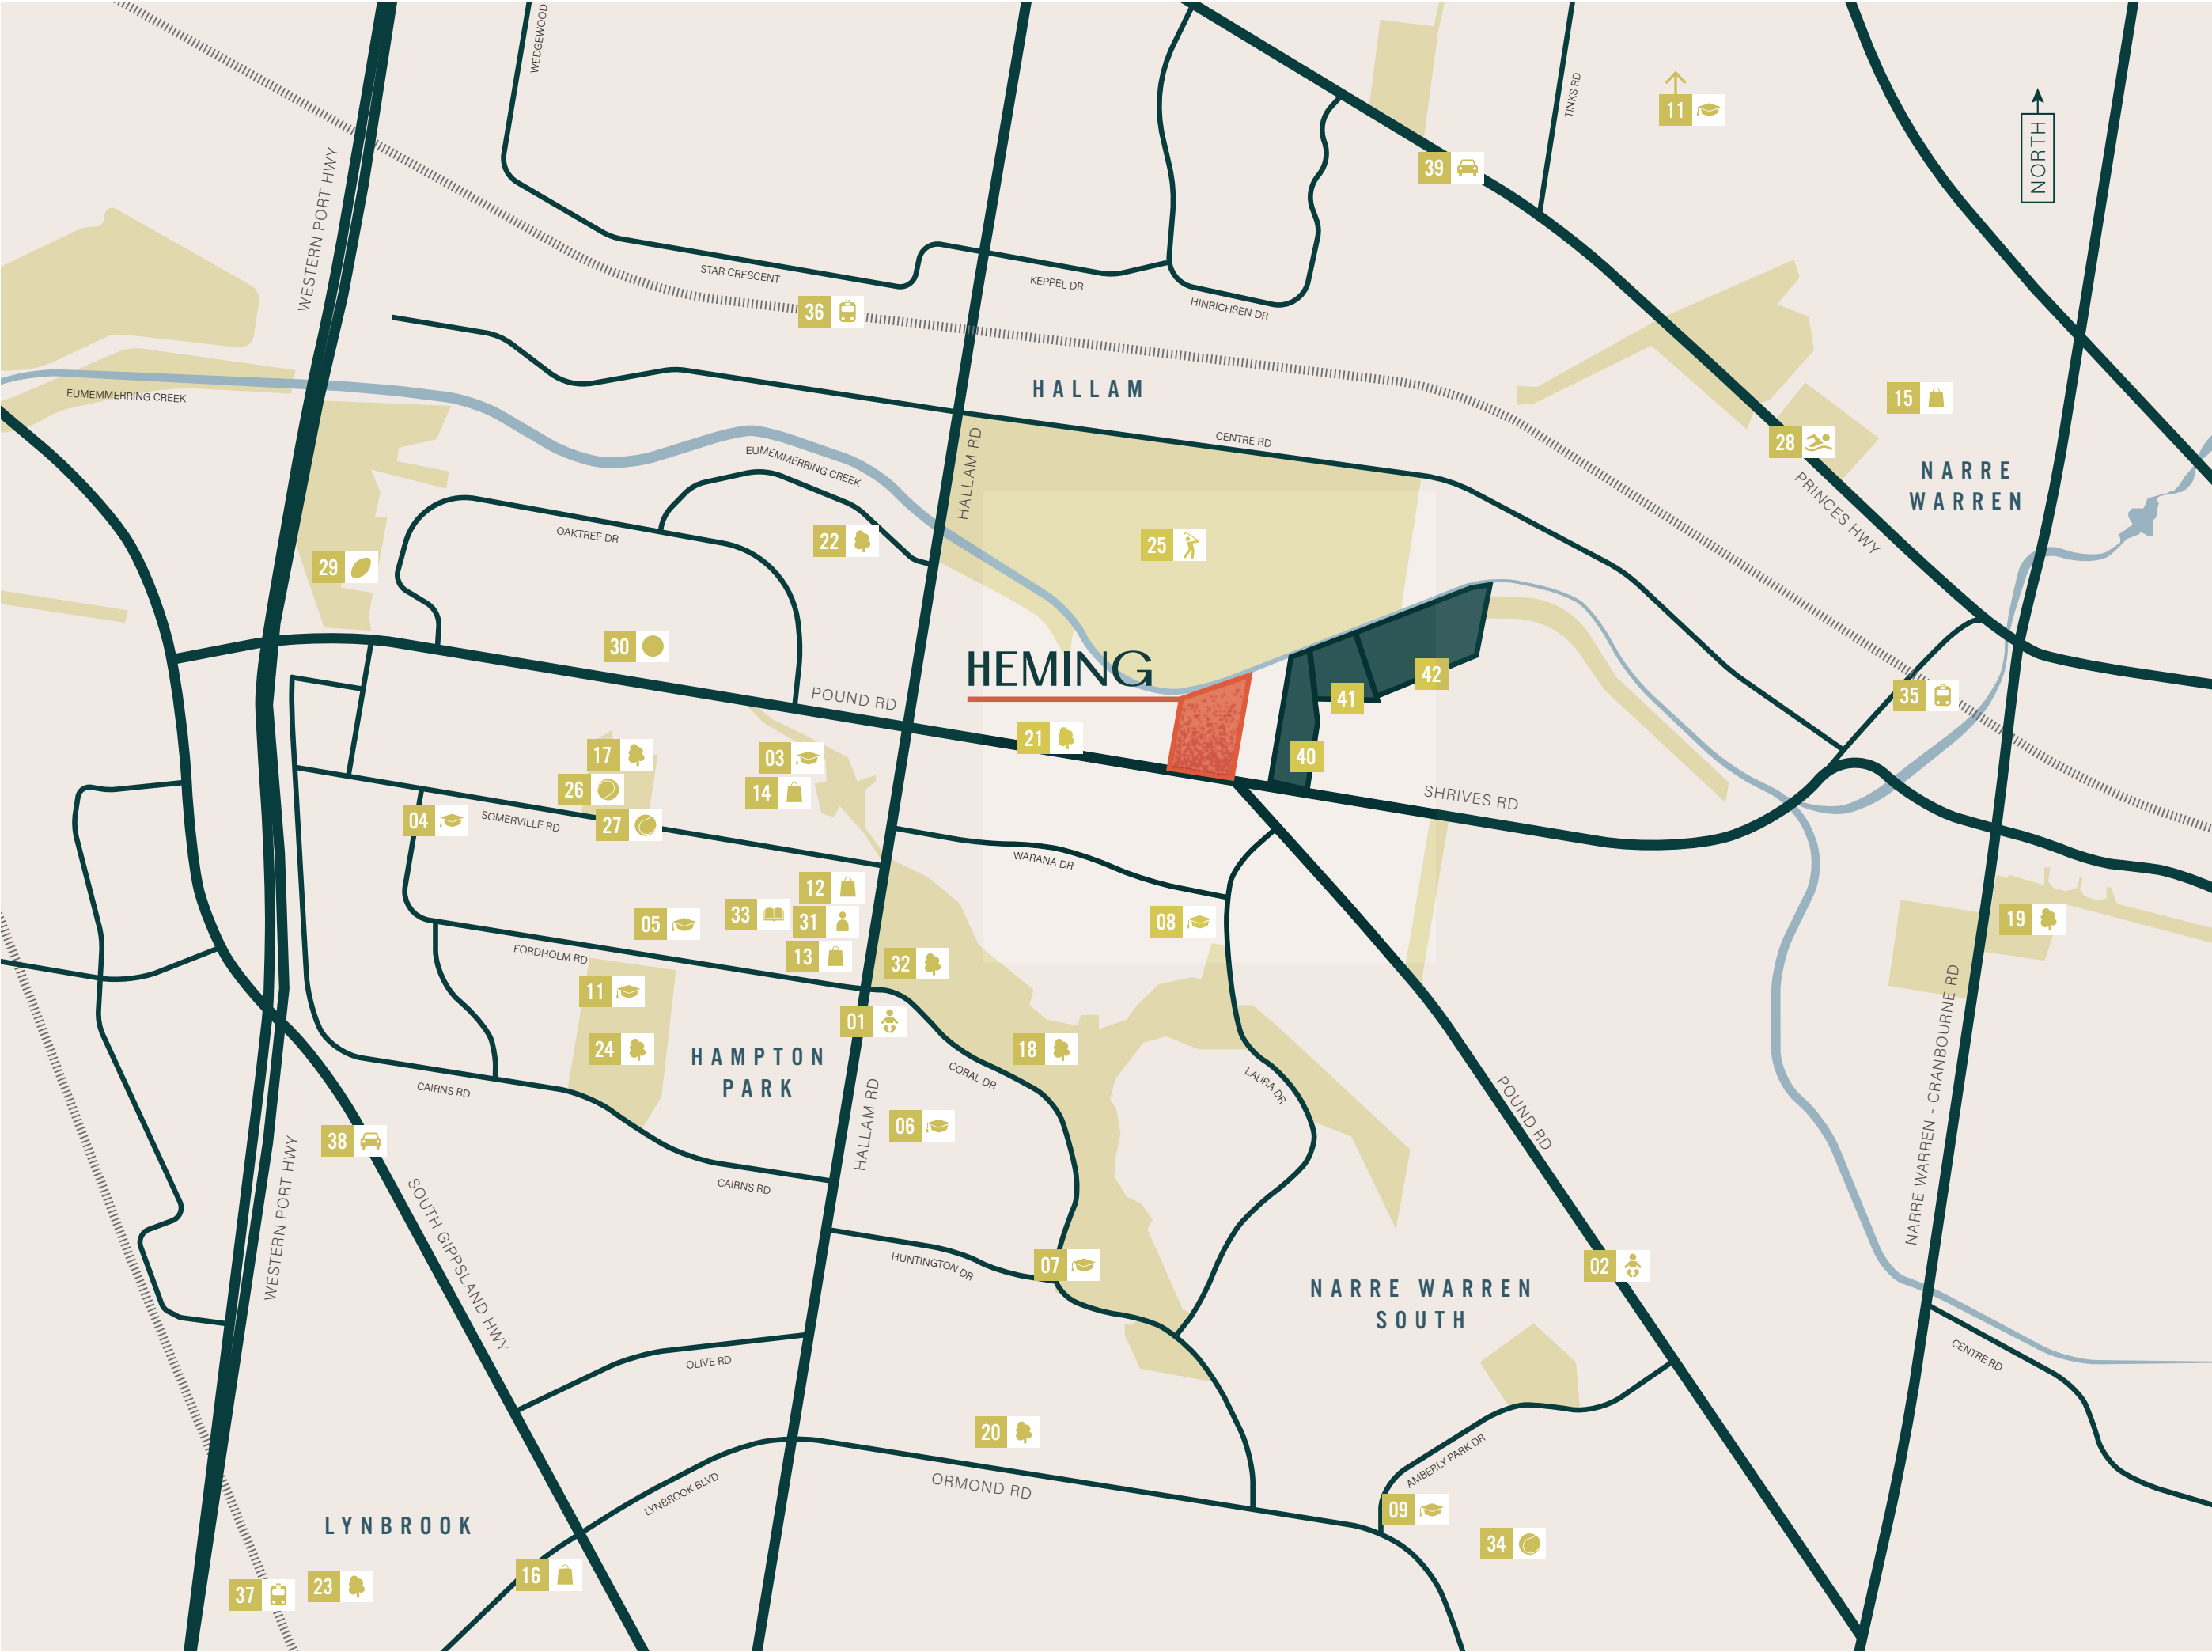 WEDGEWOOD
TINKS RD
11
NORTH
WESTERN PORT HWY
39
STAR CRESCENT
KEPPEL DR
HINRICHSEN DR
36
HALLAM
EUMEMMERRING CREEK
15
CENTRE RD
28
HALLAM RD
EUMEMMERRING CREEK
NARRE
WARREN
PRINCES HWY
OAKTREE DR
22
25
29
30
HEMING
42
41
35
POUND RD
21
17
03
40
26
14
SHRIVES RD
04
SOMERVILLE RD
27
WARANA DR
12
33
31
05
08
19
13
FORDHOLM RD
32
11
01
24
18
HAMPTON
PARK
CORAL DR
LAURA DR
CAIRNS RD
HALLAM RD
06
POUND RD
NARRE WARREN - CRANBOURNE RD
38
CAIRNS RD
WESTERN PORT HWY
SOUTH GIPPSLAND HWY
HUNTINGTON DR
07
02
NARRE WARREN
SOUTH
OLIVE RD
CENTRE RD
20
AMBERLY PARK DR
LYNBROOK BLVD
ORMOND RD
09
LYNBROOK
34
16
37
23